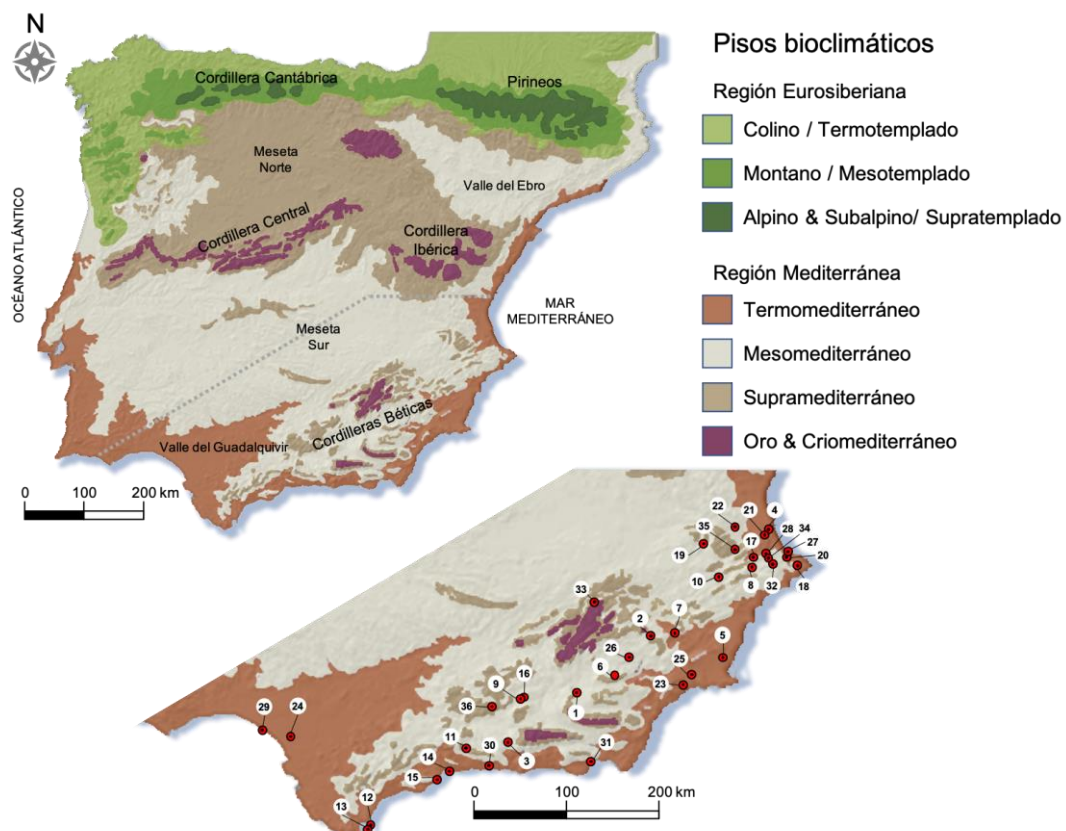 N
Cordillera Cantábrica
Pirineos
Meseta
Norte
Valle del Ebro
OCÉANO ATLÁNTICO
Cordillera Central
Cordillera
Ibérica
MAR
MEDITERRÁNEO
Meseta
Sur
Cordilleras Béticas
Valle del Guadalquivir
0 100 200 km
Pisos bioclimáticos
Región Eurosiberiana
Colino / Termotemplado
Montano / Mesotemplado
Alpino & Subalpino/ Supratemplado
Región Mediterránea
Termomediterráneo
Mesomediterráneo
Supramediterráneo
Oro & Criomediterráneo
22
21
4
28
34
35
17
27
19
20
10
8
32
18
33
2
7
5
26
6
25
23
9
16
36
1
29
24
11
30
3
31
14
15
12
13
0 100 200 km